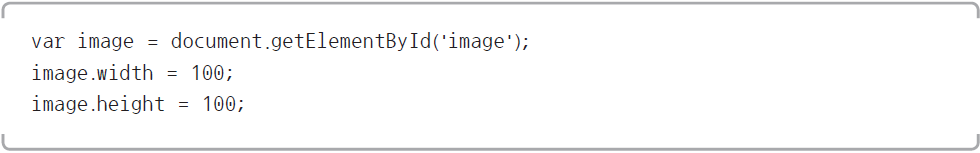 var image = document.getElementById('image');
image.width = 100;
image.height = 100;